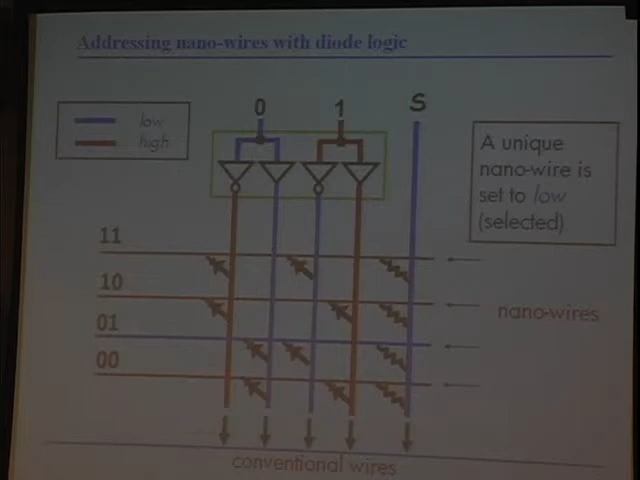 Addressing nano-wires with diode logic
low
high
0 1 S
A unique
nano-wire is
set to low
(selected)
11
10
01
00
nano-wires
conventional wires